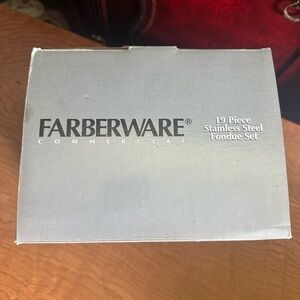 FARBERWARE®
COMMERCIAL
19 Piece
Stainless Steel
Fondue Set